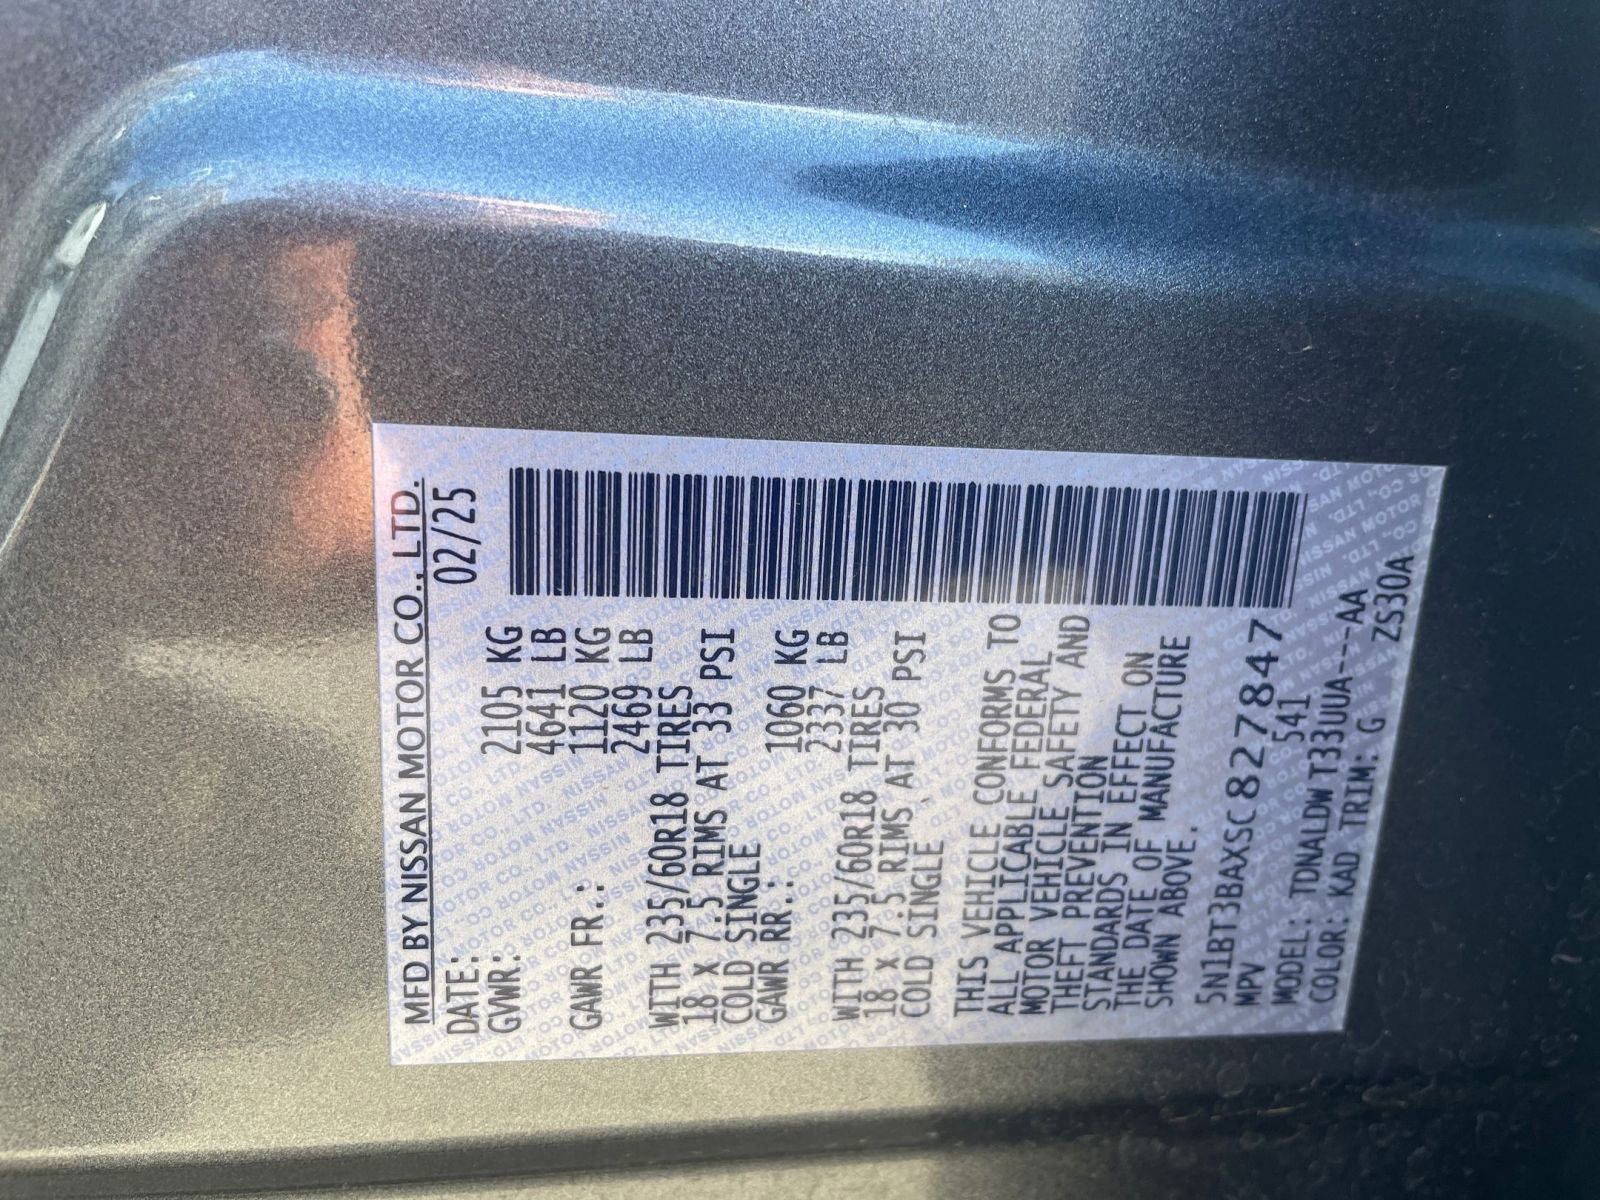 MFD BY NISSAN MOTOR CO., LTD.
DATE: 02/25
GVWR: 2105 KG
4641 LB
GAWR FR.: 1120 KG
2469 LB
WITH 235/60R18 TIRES
18 X 7.5 RIMS AT 33 PSI
COLD SINGLE
GAWR RR.: 1060 KG
2337 LB
WITH 235/60R18 TIRES
18 X 7.5 RIMS AT 30 PSI
COLD SINGLE
THIS VEHICLE CONFORMS TO
ALL APPLICABLE FEDERAL
MOTOR VEHICLE SAFETY AND
THEFT PREVENTION
STANDARDS IN EFFECT ON
THE DATE OF MANUFACTURE
SHOWN ABOVE.
5N1BT3BAXSC827847
MPV 541
MODEL: TDNALDW T33UUA---AA
COLOR: KAD TRIM: G ZS30A